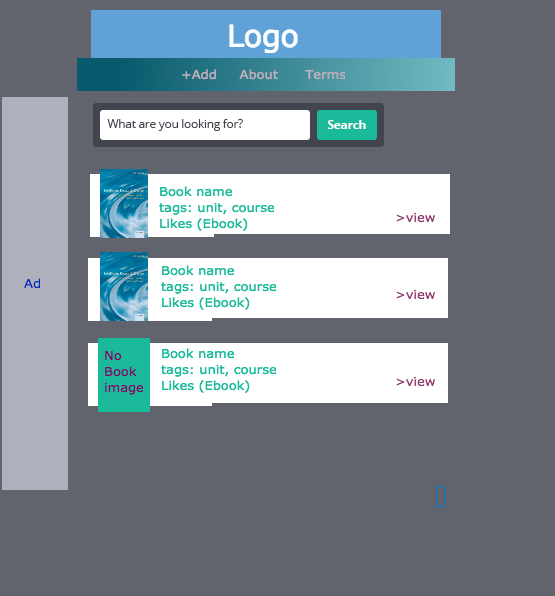 Logo
+Add About Terms
What are you looking for? Search
Ad
Book name
tags: unit, course
Likes (Ebook)
>view
Book name
tags: unit, course
Likes (Ebook)
>view
No
Book
image
Book name
tags: unit, course
Likes (Ebook)
>view